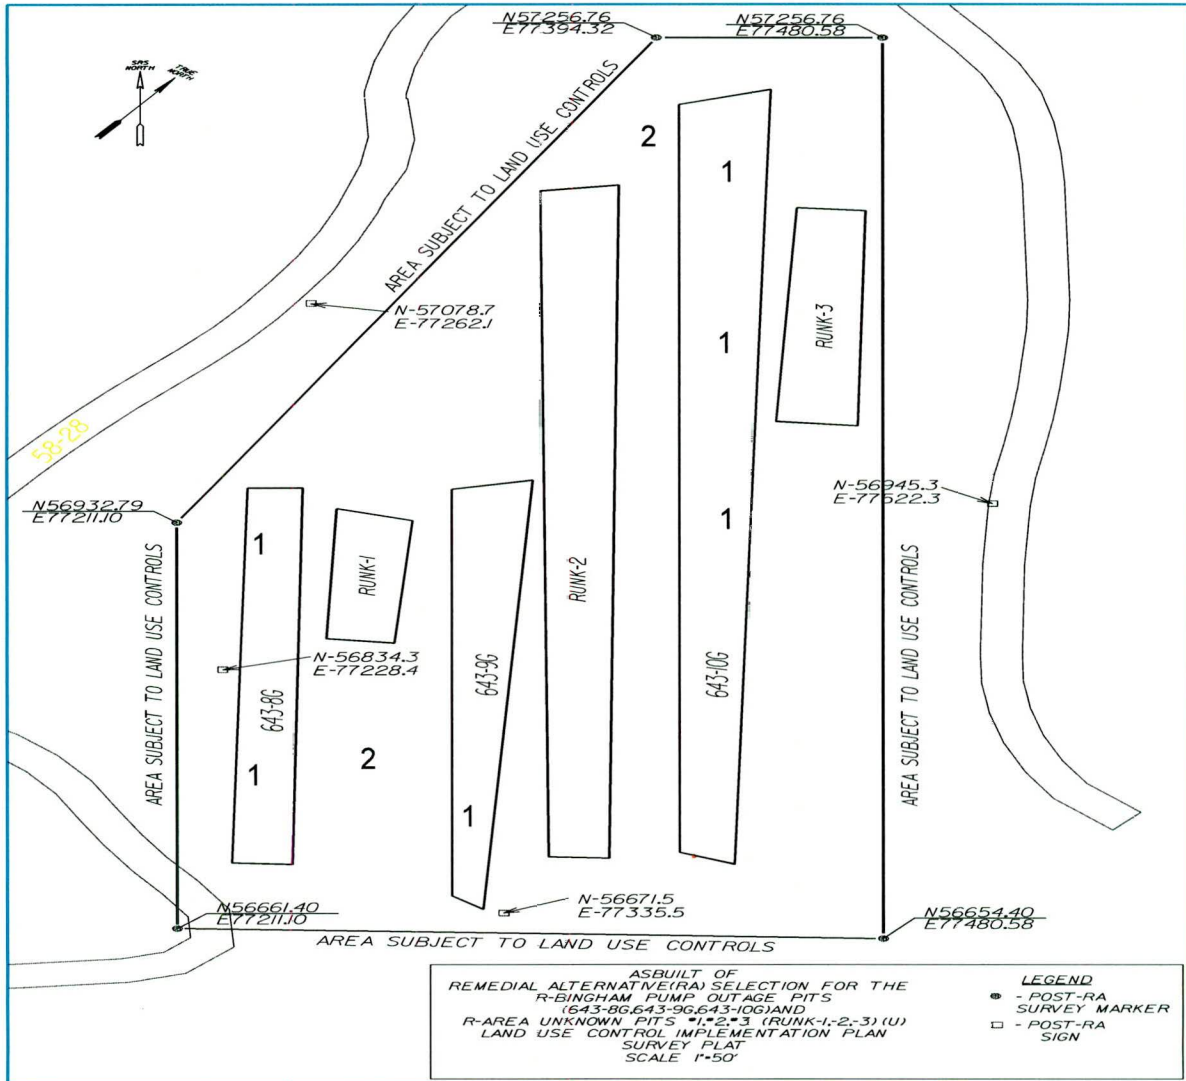 N57256.76
E77394.32
N57256.76
E77480.58
SRS
NORTH
TRUE
NORTH
AREA SUBJECT TO LAND USE CONTROLS
2
1
RUNK-3
N-57078.7
E-77262.1
1
58-28
N56932.79
E77211.10
N-56945.3
E-77522.3
1
1
RUNK-1
RUNK-2
AREA SUBJECT TO LAND USE CONTROLS
AREA SUBJECT TO LAND USE CONTROLS
N-56834.3
E-77228.4
643-8G
643-9G
643-10G
1
2
1
N56661.40
E77211.10
N-56671.5
E-77335.5
N56654.40
E77480.58
AREA SUBJECT TO LAND USE CONTROLS
ASBUILT OF
REMEDIAL ALTERNATIVE(RA) SELECTION FOR THE
R-BINGHAM PUMP OUTAGE PITS
(643-8G,643-9G,643-10G)AND
R-AREA UNKNOWN PITS #1,#2,#3 (RUNK-1,-2,-3)(U)
LAND USE CONTROL IMPLEMENTATION PLAN
SURVEY PLAT
SCALE 1"=50'
LEGEND
- POST-RA
SURVEY MARKER
- POST-RA
SIGN